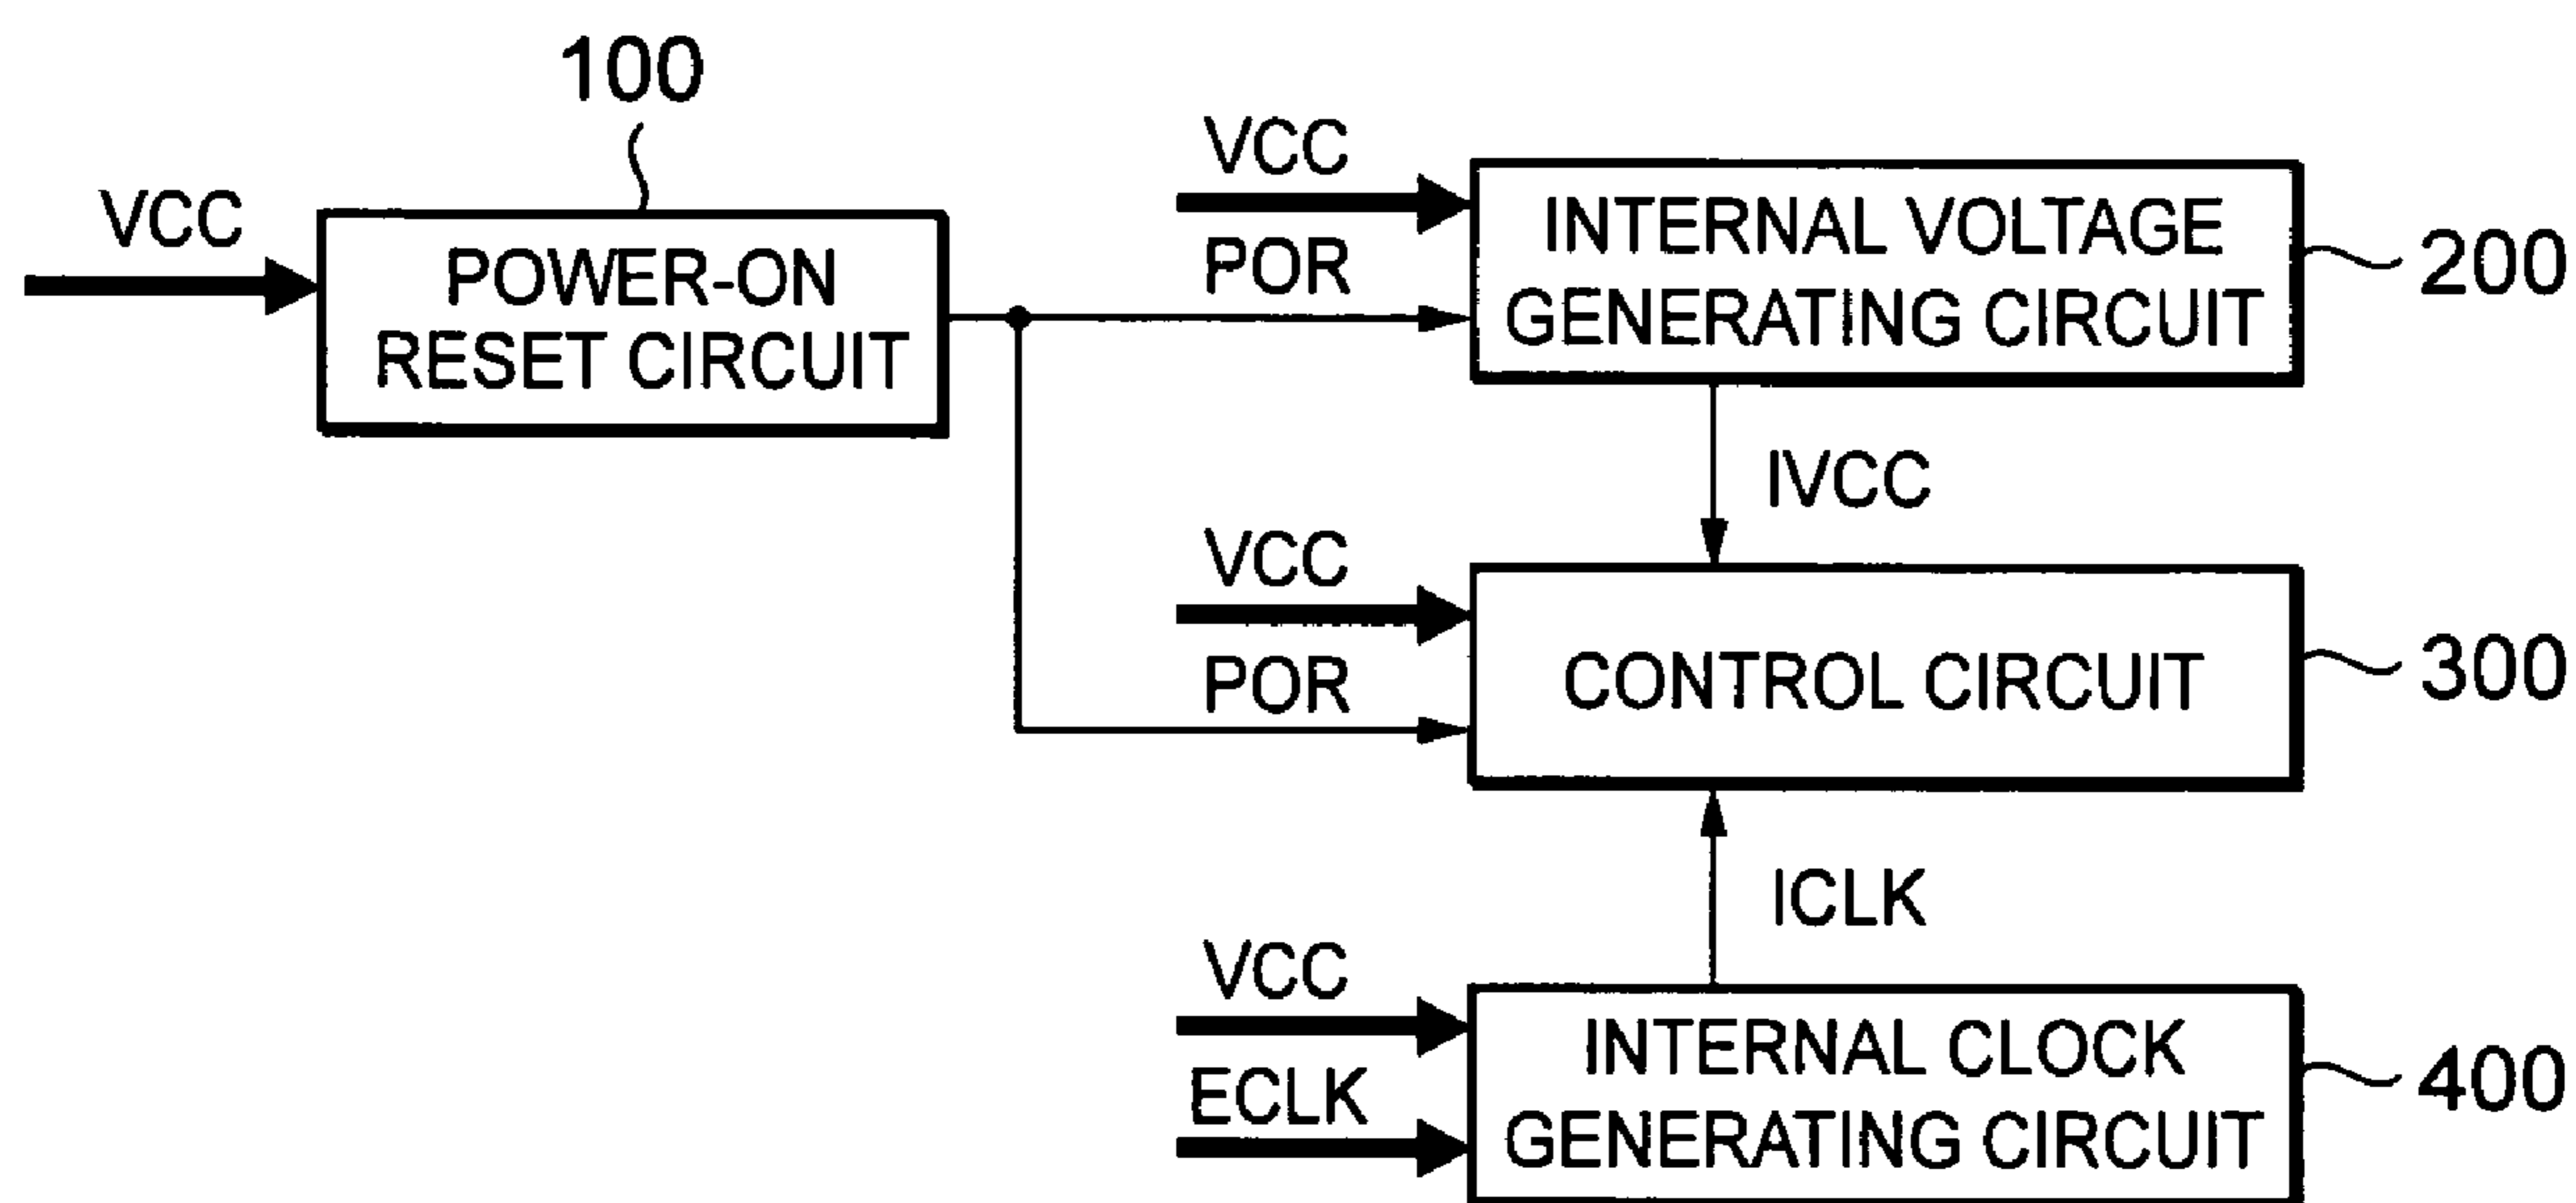 100
VCC
POWER-ON
RESET CIRCUIT
VCC
POR
INTERNAL VOLTAGE
GENERATING CIRCUIT
200
IVCC
VCC
POR
CONTROL CIRCUIT
300
ICLK
VCC
ECLK
INTERNAL CLOCK
GENERATING CIRCUIT
400